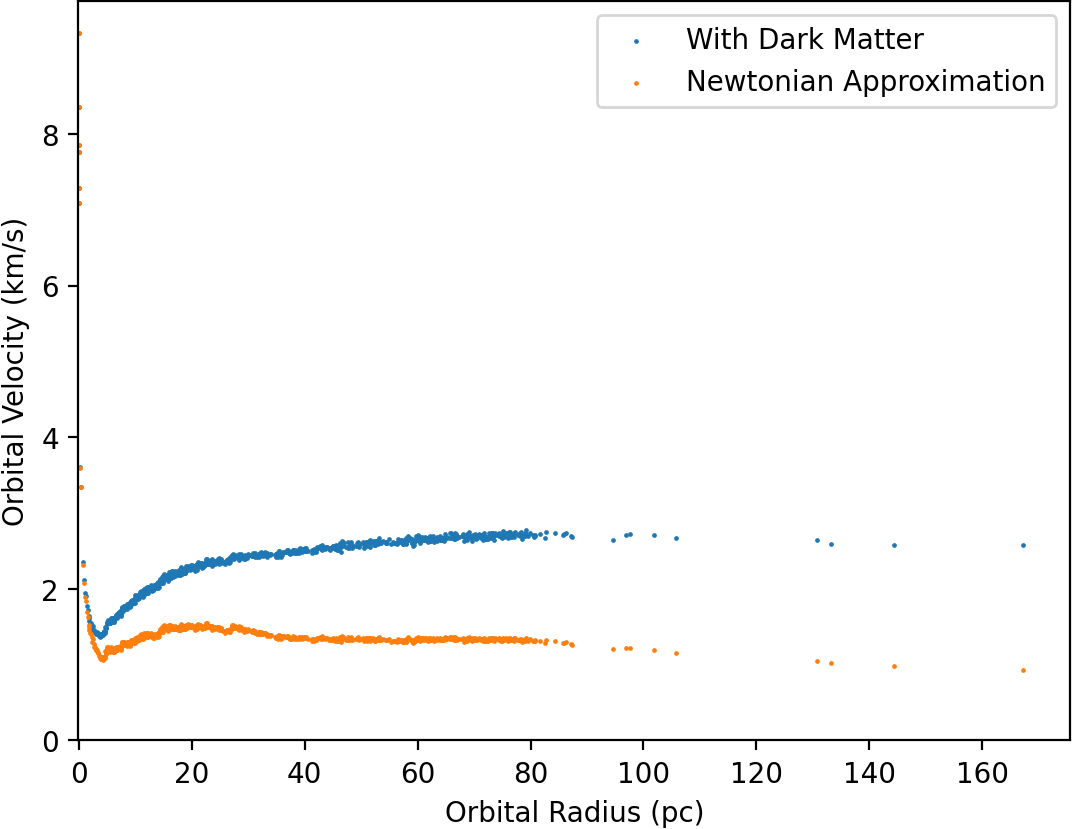 With Dark Matter
Newtonian Approximation
8
6
4
2
0
Orbital Velocity (km/s)
0 20 40 60 80 100 120 140 160
Orbital Radius (pc)